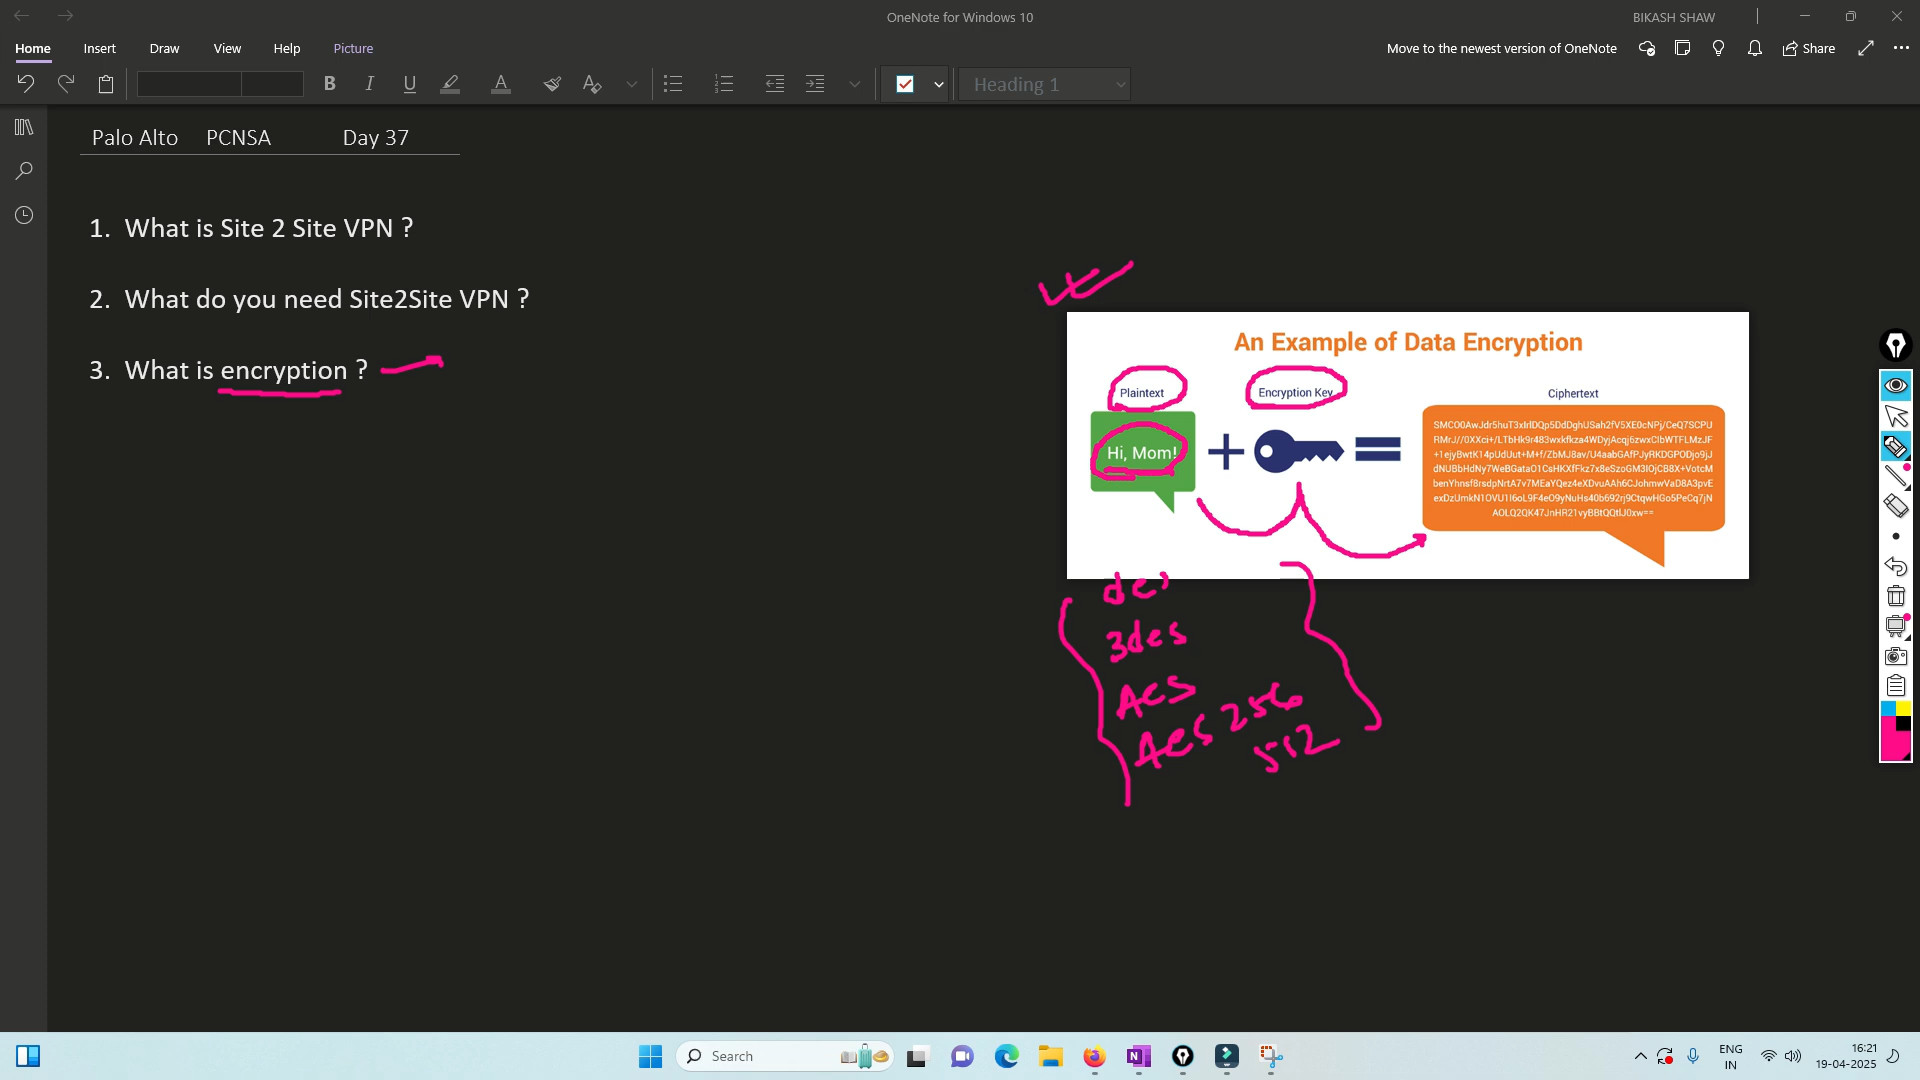 OneNote for Windows 10
BIKASH SHAW
Home Insert Draw View Help Picture
Move to the newest version of OneNote
Share
B I U A A
Heading 1
Palo Alto PCNSA Day 37
1. What is Site 2 Site VPN ?
2. What do you need Site2Site VPN ?
3. What is encryption ?
An Example of Data Encryption
Plaintext Encryption Key Ciphertext
Hi, Mom!
des
3des
AES
AES 256
512
Search
ENG
IN
16:21
19-04-2025